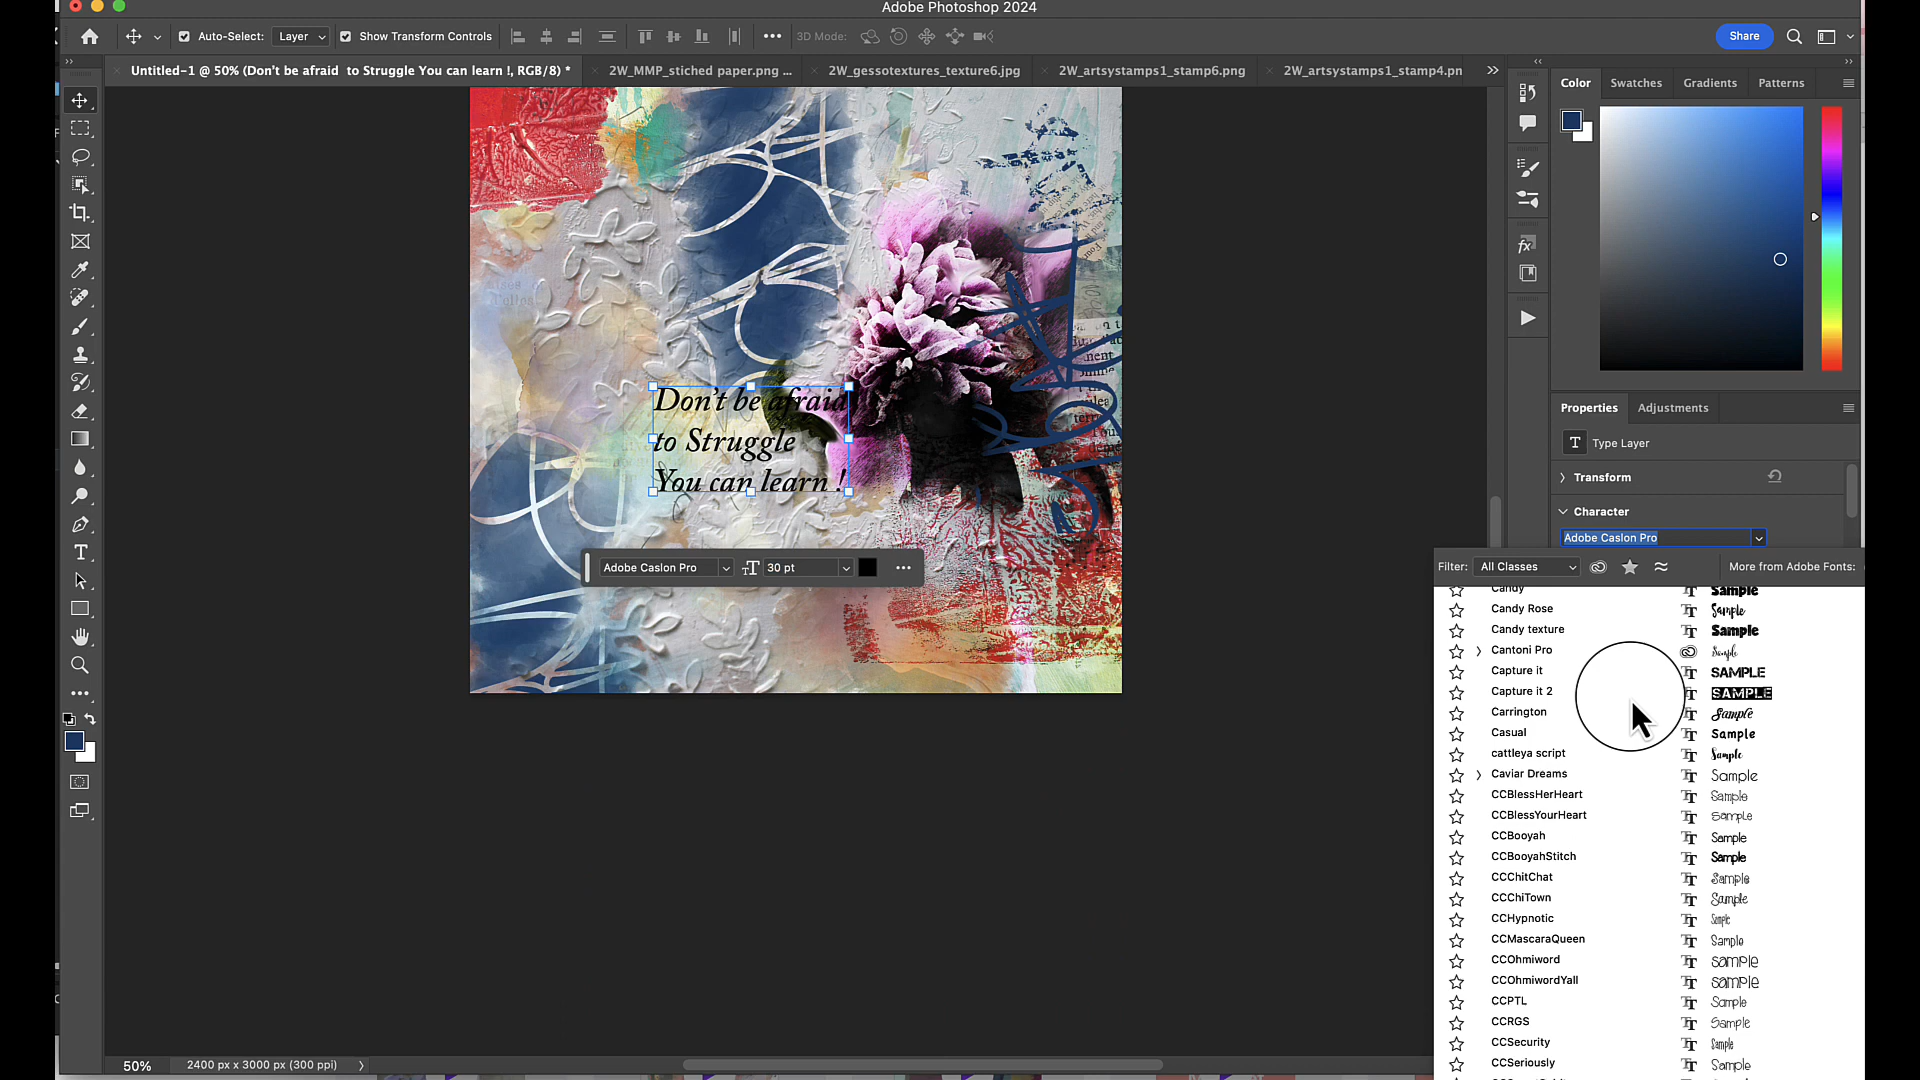 Adobe Photoshop 2024
Auto-Select:
Layer
Show Transform Controls
3D Mode:
Share
Untitled-1 @ 50% (Don't be afraid  to Struggle You can learn !, RGB/8) *
2W_MMP_stiched paper.png ...
2W_gessotextures_texture6.jpg
2W_artsystamps1_stamp6.png
2W_artsystamps1_stamp4.pn
Color
Swatches
Gradients
Patterns
Don't be afraid
to Struggle
You can learn !
Adobe Caslon Pro
30 pt
Properties
Adjustments
Type Layer
Transform
Character
Adobe Caslon Pro
Filter:
All Classes
More from Adobe Fonts:
Candy Sample
Candy Rose Sample
Candy texture Sample
Cantoni Pro Sample
Capture it SAMPLE
Capture it 2 SAMPLE
Carrington Sample
Casual Sample
cattleya script Sample
Caviar Dreams Sample
CCBlessHerHeart Sample
CCBlessYourHeart Sample
CCBooyah Sample
CCBooyahStitch Sample
CCChitChat Sample
CCChiTown Sample
CCHypnotic Sample
CCMascaraQueen Sample
CCOhmiword Sample
CCOhmiwordYall Sample
CCPTL Sample
CCRGS Sample
CCSecurity Sample
CCSeriously Sample
50%
2400 px x 3000 px (300 ppi)